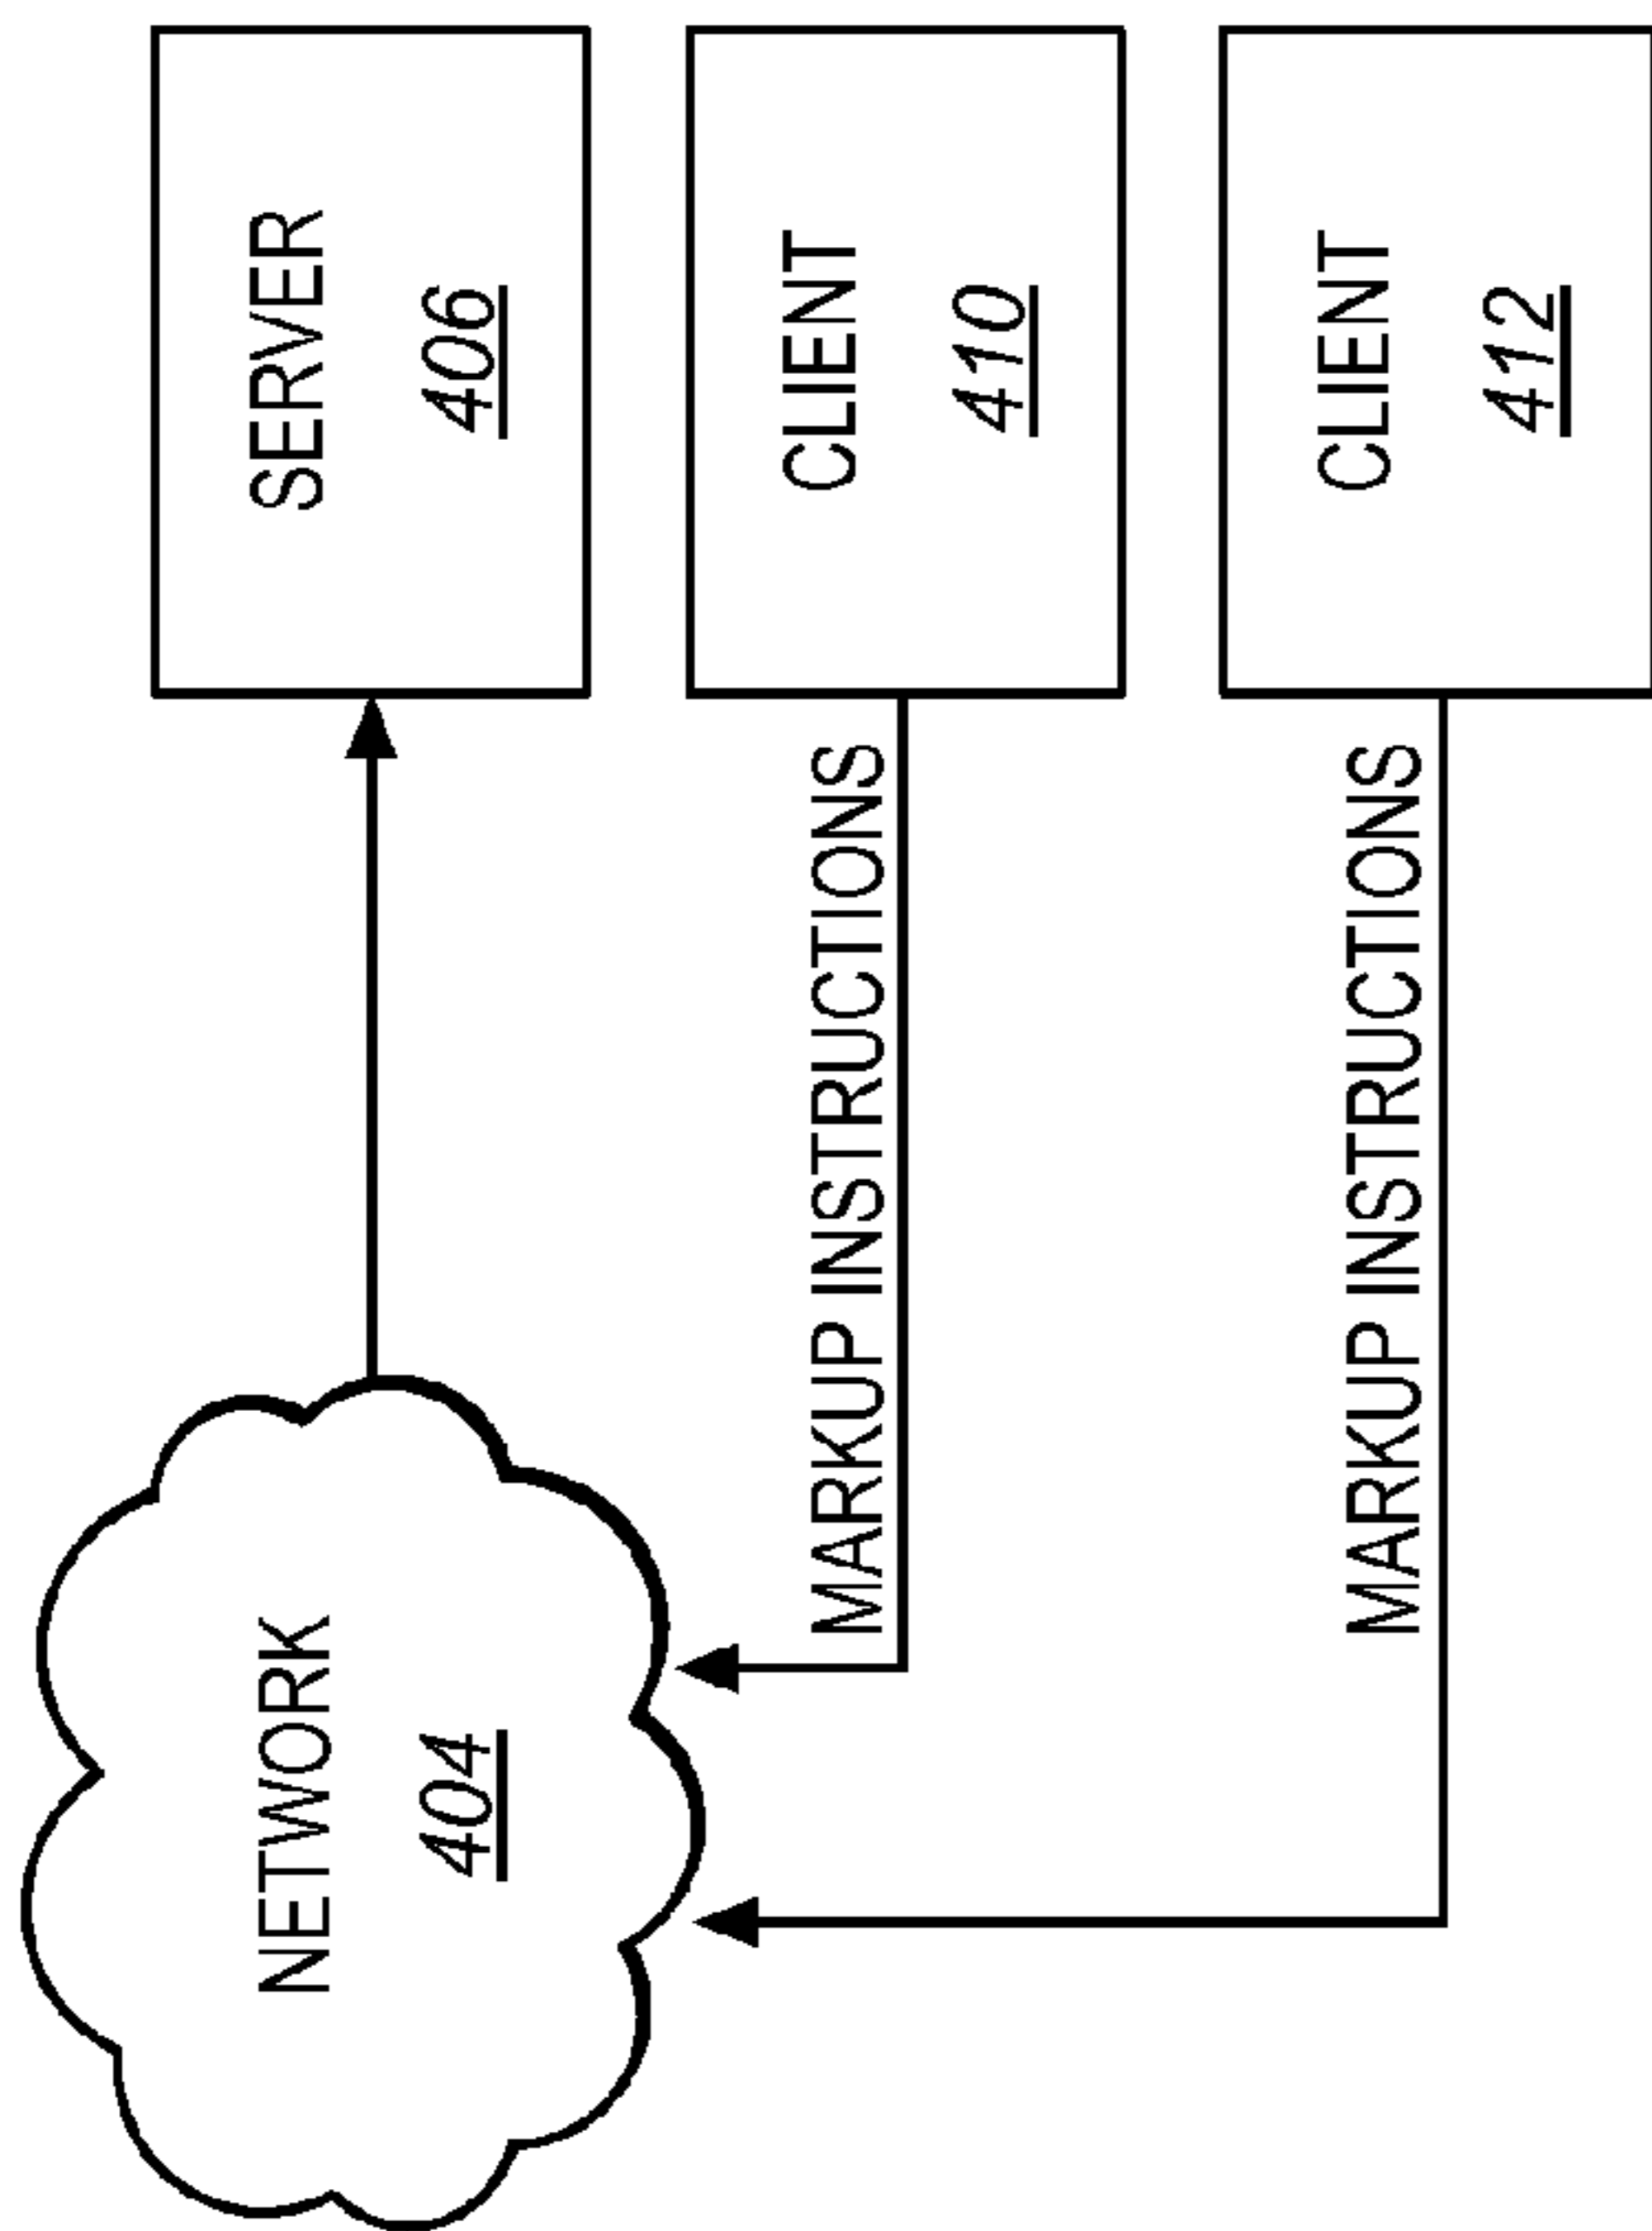 SERVER
406
NETWORK
404
MARKUP INSTRUCTIONS
CLIENT
410
MARKUP INSTRUCTIONS
CLIENT
412